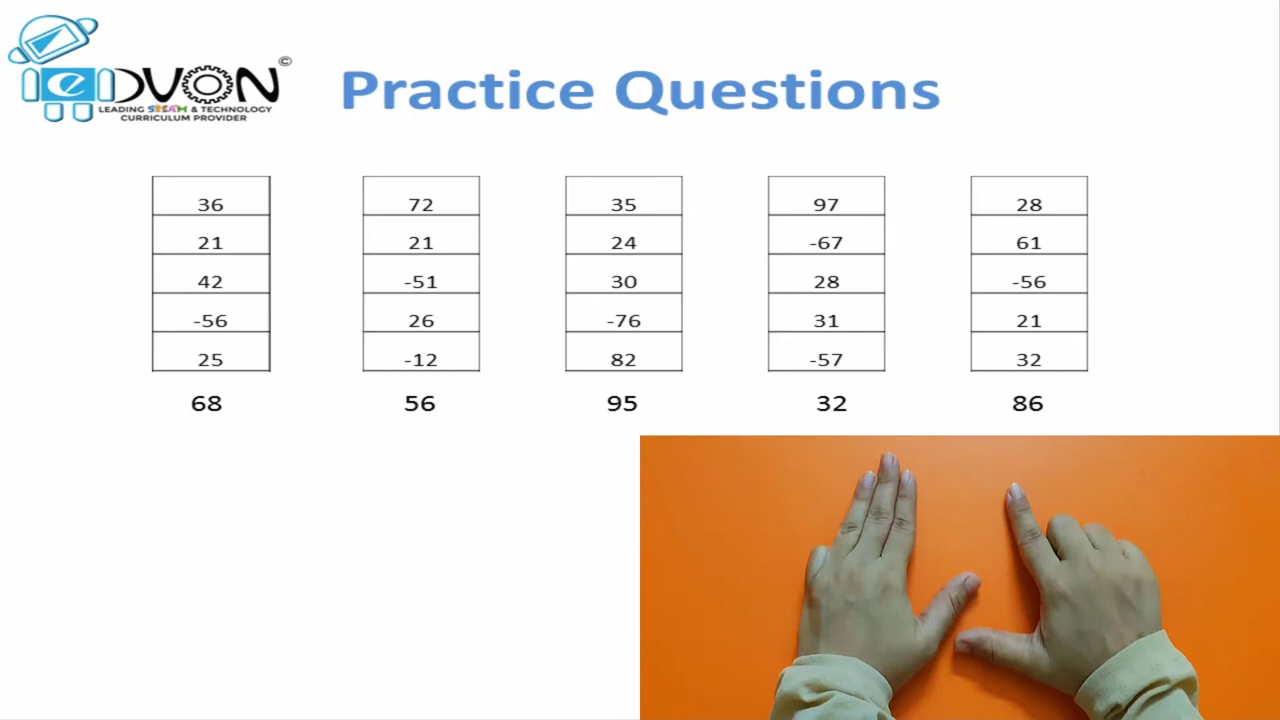 eDVON ©
LEADING STEAM & TECHNOLOGY
CURRICULUM PROVIDER
Practice Questions
36 72 35 97 28
21 21 24 -67 61
42 -51 30 28 -56
-56 26 -76 31 21
25 -12 82 -57 32
68 56 95 32 86